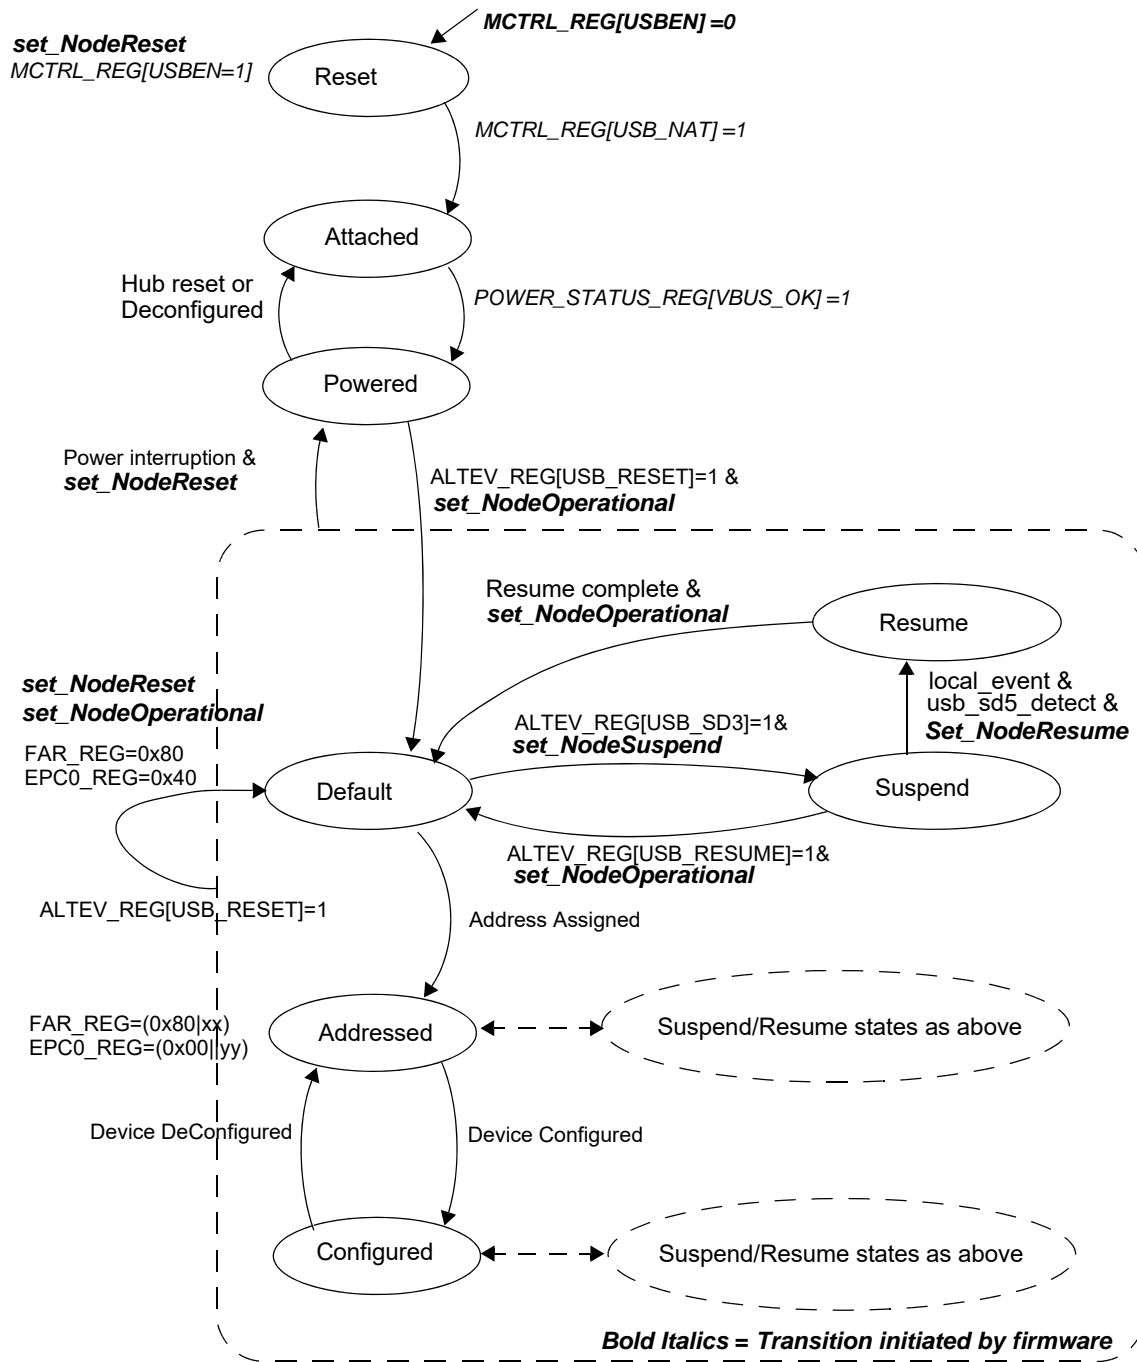 MCTRL_REG[USBEN] =0
set_NodeReset
MCTRL_REG[USBEN=1]
Reset
MCTRL_REG[USB_NAT] =1
Attached
Hub reset or
Deconfigured
POWER_STATUS_REG[VBUS_OK] =1
Powered
Power interruption &
set_NodeReset
ALTEV_REG[USB_RESET]=1 &
set_NodeOperational
Resume complete &
set_NodeOperational
Resume
local_event &
usb_sd5_detect &
Set_NodeResume
set_NodeReset
set_NodeOperational
FAR_REG=0x80
EPC0_REG=0x40
ALTEV_REG[USB_SD3]=1&
set_NodeSuspend
Default
Suspend
ALTEV_REG[USB_RESUME]=1&
set_NodeOperational
ALTEV_REG[USB_RESET]=1
Address Assigned
FAR_REG=(0x80|xx)
EPC0_REG=(0x00||yy)
Addressed
Suspend/Resume states as above
Device DeConfigured
Device Configured
Configured
Suspend/Resume states as above
Bold Italics = Transition initiated by firmware